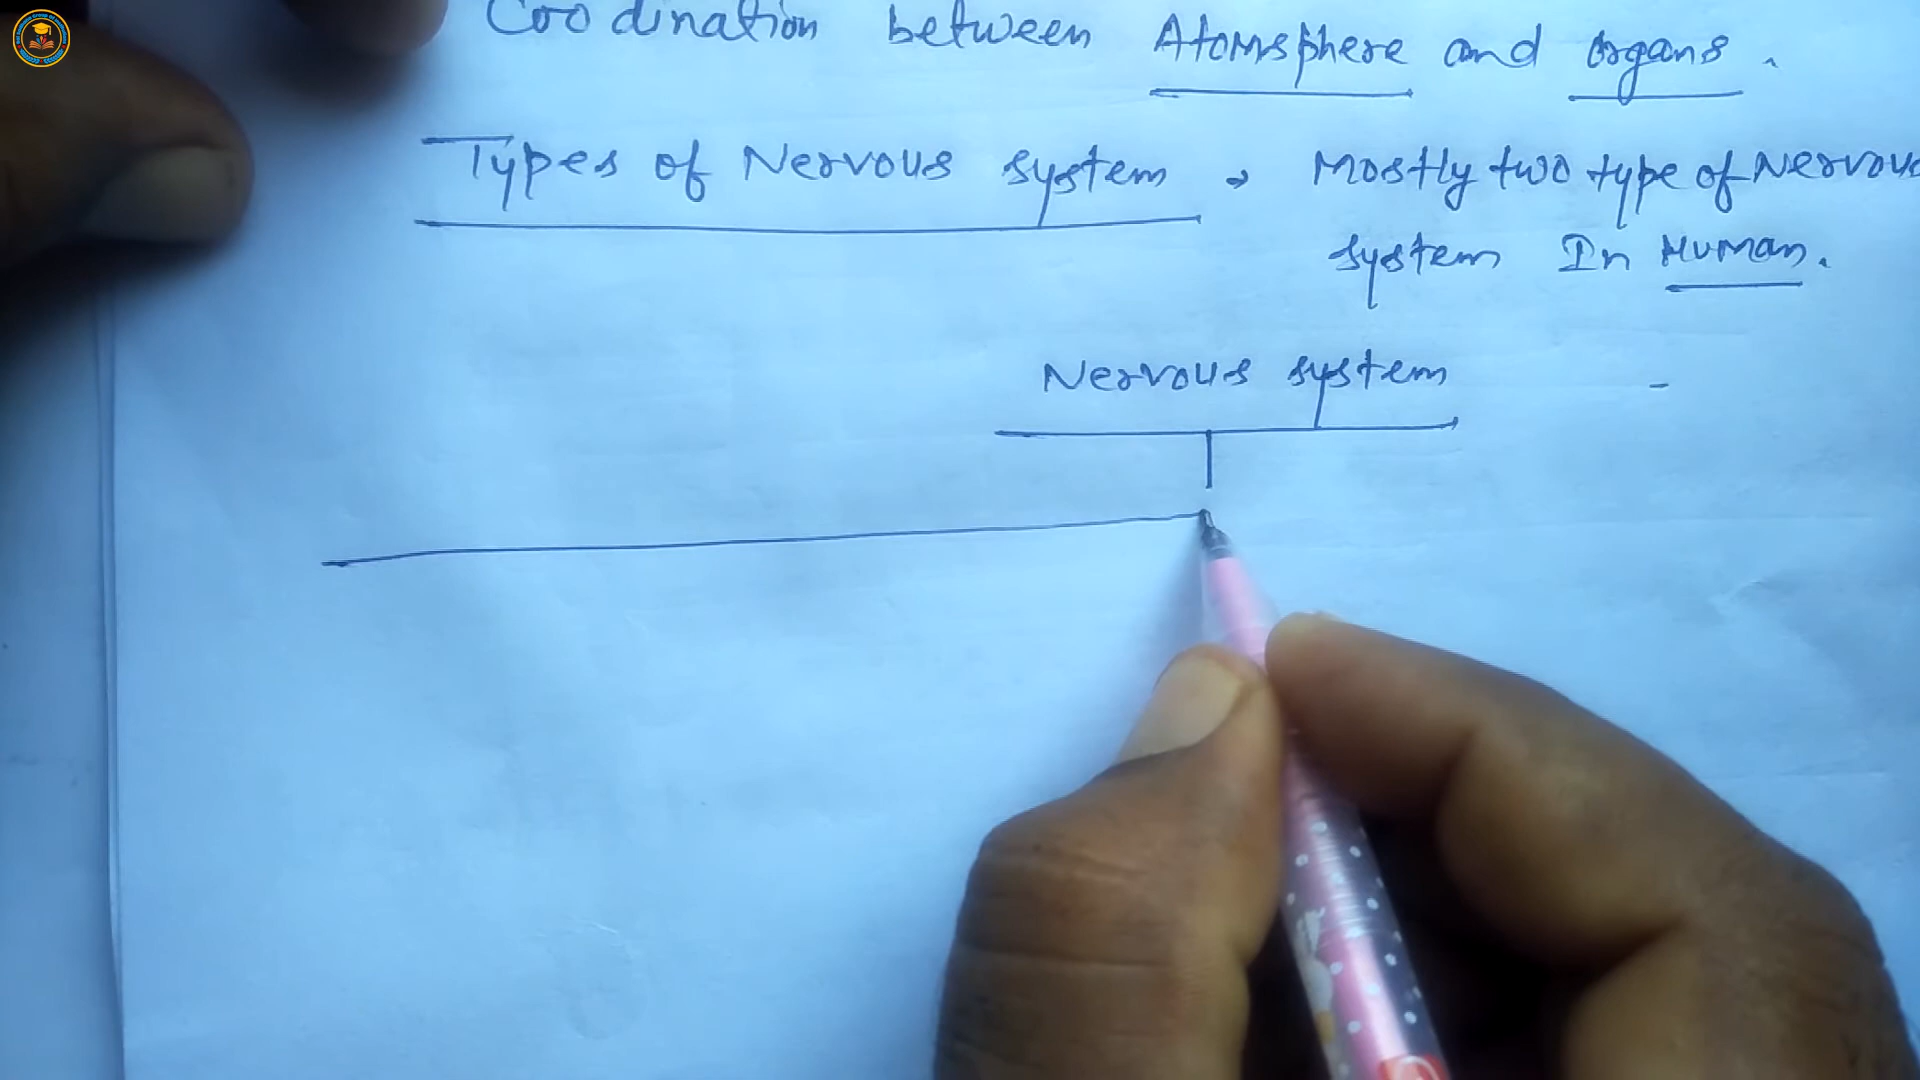 Coodination between Atomsphere and organs.
Types of Nervous system → Mostly two type of Nervous
system In Human.
Nervous system -